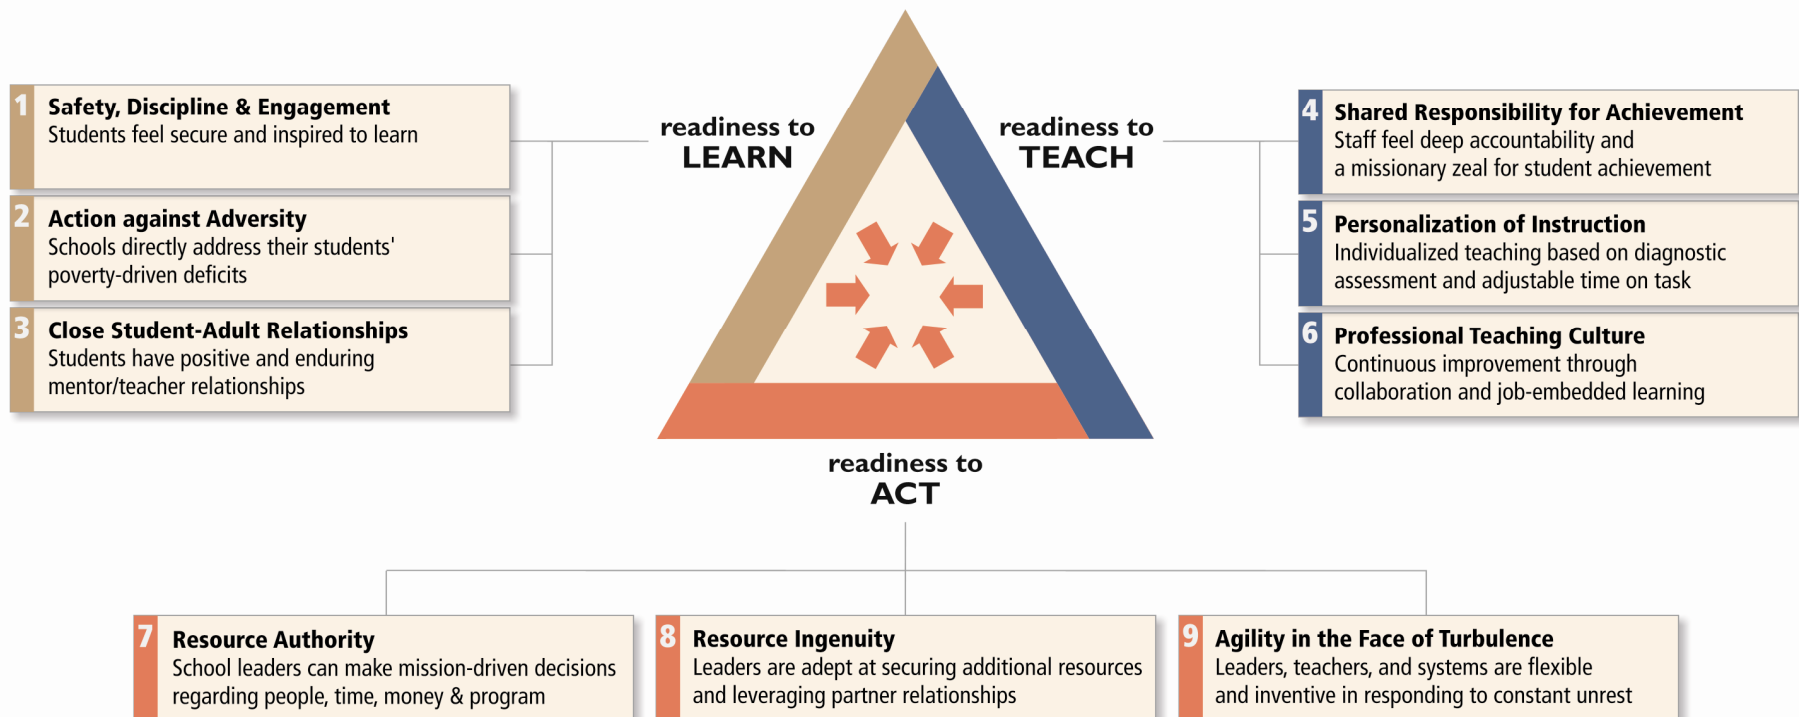 1
Safety, Discipline & Engagement
Students feel secure and inspired to learn
2
Action against Adversity
Schools directly address their students'
poverty-driven deficits
3
Close Student-Adult Relationships
Students have positive and enduring
mentor/teacher relationships
readiness to
LEARN
readiness to
TEACH
4
Shared Responsibility for Achievement
Staff feel deep accountability and
a missionary zeal for student achievement
5
Personalization of Instruction
Individualized teaching based on diagnostic
assessment and adjustable time on task
6
Professional Teaching Culture
Continuous improvement through
collaboration and job-embedded learning
readiness to
ACT
7
Resource Authority
School leaders can make mission-driven decisions
regarding people, time, money & program
8
Resource Ingenuity
Leaders are adept at securing additional resources
and leveraging partner relationships
9
Agility in the Face of Turbulence
Leaders, teachers, and systems are flexible
and inventive in responding to constant unrest